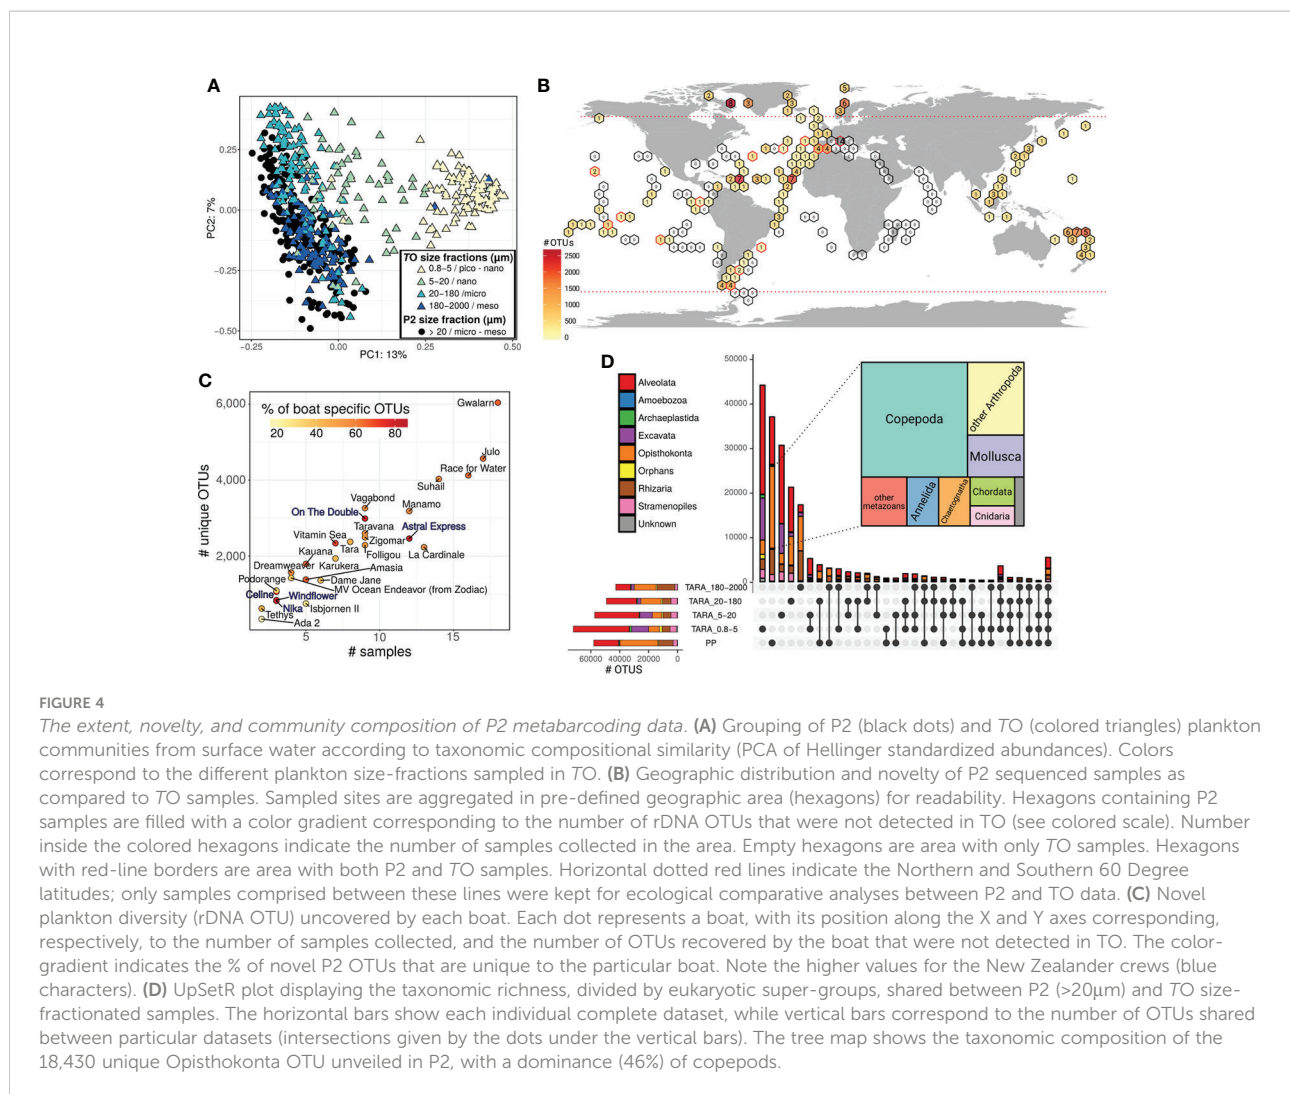 A
PC2: 7%
0.25
0.00
−0.25
−0.50
−0.25
0.00
0.25
0.50
PC1: 13%
TO size fractions (µm)
0.8−5 / pico - nano
5−20 / nano
20−180 /micro
180−2000 / meso
P2 size fraction (µm)
> 20 / micro - meso
B
#OTUs
2500
2000
1500
1000
500
0
C
% of boat specific OTUs
20 40 60 80
# unique OTUs
6,000
4,000
2,000
Gwalarn
Julo
Race for Water
Suhail
Vagabond
Manamo
On The Double
Taravana
Astral Express
Vitamin Sea
Zigomar
Tara
Folligou
La Cardinale
Kauana
Karukera
Dreamweaver
Amasia
Podorange
Dame Jane
MV Ocean Endeavor (from Zodiac)
Celine
Windflower
Nika
Isbjornen II
Tethys
Ada 2
5
10
15
# samples
D
Alveolata
Amoebozoa
Archaeplastida
Excavata
Opisthokonta
Orphans
Rhizaria
Stramenopiles
Unknown
50000
40000
30000
20000
10000
0
Copepoda
other Arthropoda
Mollusca
other metazoans
Annelida
Chaetognatha
Chordata
Cnidaria
TARA_180-200
TARA_20-180
TARA_5-20
TARA_0.8-5
PP
60000 40000 20000 0
# OTUS
FIGURE 4
The extent, novelty, and community composition of P2 metabarcoding data. (A) Grouping of P2 (black dots) and TO (colored triangles) plankton
communities from surface water according to taxonomic compositional similarity (PCA of Hellinger standardized abundances). Colors
correspond to the different plankton size-fractions sampled in TO. (B) Geographic distribution and novelty of P2 sequenced samples as
compared to TO samples. Sampled sites are aggregated in pre-defined geographic area (hexagons) for readability. Hexagons containing P2
samples are filled with a color gradient corresponding to the number of rDNA OTUs that were not detected in TO (see colored scale). Number
inside the colored hexagons indicate the number of samples collected in the area. Empty hexagons are area with only TO samples. Hexagons
with red-line borders are area with both P2 and TO samples. Horizontal dotted red lines indicate the Northern and Southern 60 Degree
latitudes; only samples comprised between these lines were kept for ecological comparative analyses between P2 and TO data. (C) Novel
plankton diversity (rDNA OTU) uncovered by each boat. Each dot represents a boat, with its position along the X and Y axes corresponding,
respectively, to the number of samples collected, and the number of OTUs recovered by the boat that were not detected in TO. The color-
gradient indicates the % of novel P2 OTUs that are unique to the particular boat. Note the higher values for the New Zealander crews (blue
characters). (D) UpSetR plot displaying the taxonomic richness, divided by eukaryotic super-groups, shared between P2 (>20µm) and TO size-
fractionated samples. The horizontal bars show each individual complete dataset, while vertical bars correspond to the number of OTUs shared
between particular datasets (intersections given by the dots under the vertical bars). The tree map shows the taxonomic composition of the
18,430 unique Opisthokonta OTU unveiled in P2, with a dominance (46%) of copepods.